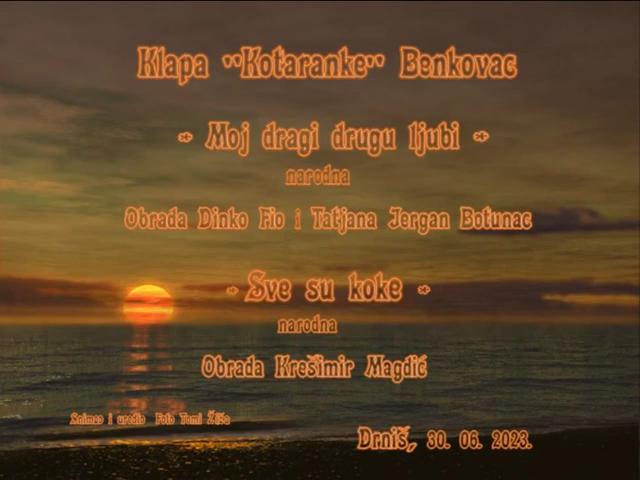 Klapa "Kotaranke" Benkovac
* Moj dragi drugu ljubi *
narodna
Obrada Dinko Fio i Tatjana Jergan Botunac
* Sve su koke *
narodna
Obrada Krešimir Magdić
Snimao i uredio Foto Tomi Žiža
Drniš, 30. 06. 2023.